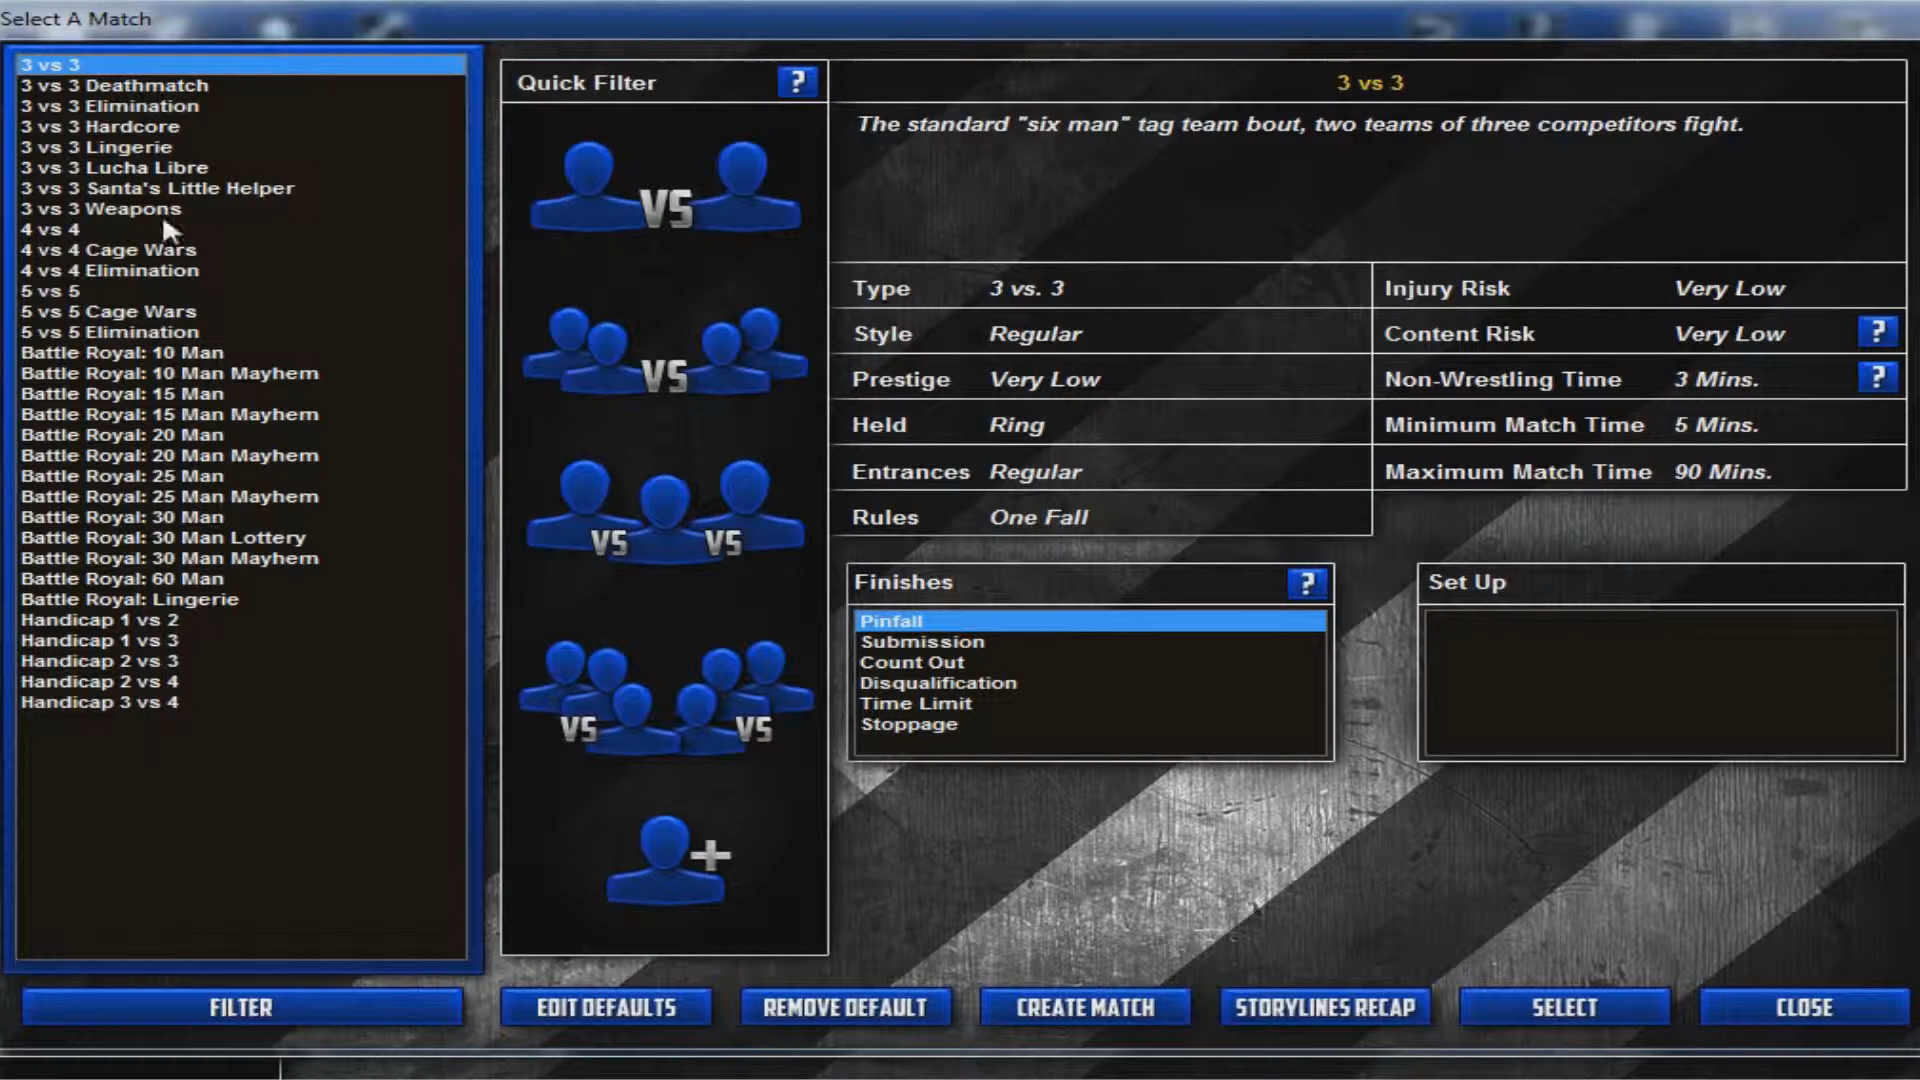 Select A Match
3 vs 3
3 vs 3 Deathmatch
3 vs 3 Elimination
3 vs 3 Hardcore
3 vs 3 Lingerie
3 vs 3 Lucha Libre
3 vs 3 Santa's Little Helper
3 vs 3 Weapons
4 vs 4
4 vs 4 Cage Wars
4 vs 4 Elimination
5 vs 5
5 vs 5 Cage Wars
5 vs 5 Elimination
Battle Royal: 10 Man
Battle Royal: 10 Man Mayhem
Battle Royal: 15 Man
Battle Royal: 15 Man Mayhem
Battle Royal: 20 Man
Battle Royal: 20 Man Mayhem
Battle Royal: 25 Man
Battle Royal: 25 Man Mayhem
Battle Royal: 30 Man
Battle Royal: 30 Man Lottery
Battle Royal: 30 Man Mayhem
Battle Royal: 60 Man
Battle Royal: Lingerie
Handicap 1 vs 2
Handicap 1 vs 3
Handicap 2 vs 3
Handicap 2 vs 4
Handicap 3 vs 4
Quick Filter ?
VS
VS
VS VS
VS VS
3 vs 3
The standard "six man" tag team bout, two teams of three competitors fight.
Type 3 vs. 3
Style Regular
Prestige Very Low
Held Ring
Entrances Regular
Rules One Fall
Injury Risk Very Low
Content Risk Very Low ?
Non-Wrestling Time 3 Mins. ?
Minimum Match Time 5 Mins.
Maximum Match Time 90 Mins.
Finishes ?
Pinfall
Submission
Count Out
Disqualification
Time Limit
Stoppage
Set Up
FILTER
EDIT DEFAULTS
REMOVE DEFAULT
CREATE MATCH
STORYLINES RECAP
SELECT
CLOSE